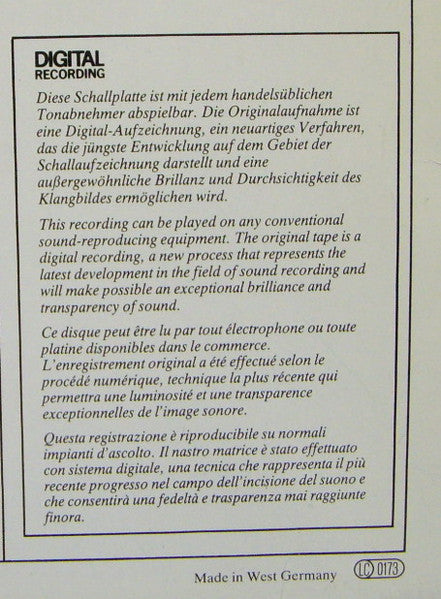 DIGITAL
RECORDING
Diese Schallplatte ist mit jedem handelsüblichen
Tonabnehmer abspielbar. Die Originalaufnahme ist
eine Digital-Aufzeichnung, ein neuartiges Verfahren,
das die jüngste Entwicklung auf dem Gebiet der
Schallaufzeichnung darstellt und eine
außergewöhnliche Brillanz und Durchsichtigkeit des
Klangbildes ermöglichen wird.
This recording can be played on any conventional
sound-reproducing equipment. The original tape is a
digital recording, a new process that represents the
latest development in the field of sound recording and
will make possible an exceptional brilliance and
transparency of sound.
Ce disque peut être lu par tout électrophone ou toute
platine disponibles dans le commerce.
L'enregistrement original a été effectué selon le
procédé numérique, technique la plus récente qui
permettra une luminosité et une transparence
exceptionnelles de l'image sonore.
Questa registrazione è riproducibile su normali
impianti d'ascolto. Il nastro matrice è stato effettuato
con sistema digitale, una tecnica che rappresenta il più
recente progresso nel campo dell'incisione del suono e
che consentirà una fedeltà e trasparenza mai raggiunte
finora.
Made in West Germany LC 0173